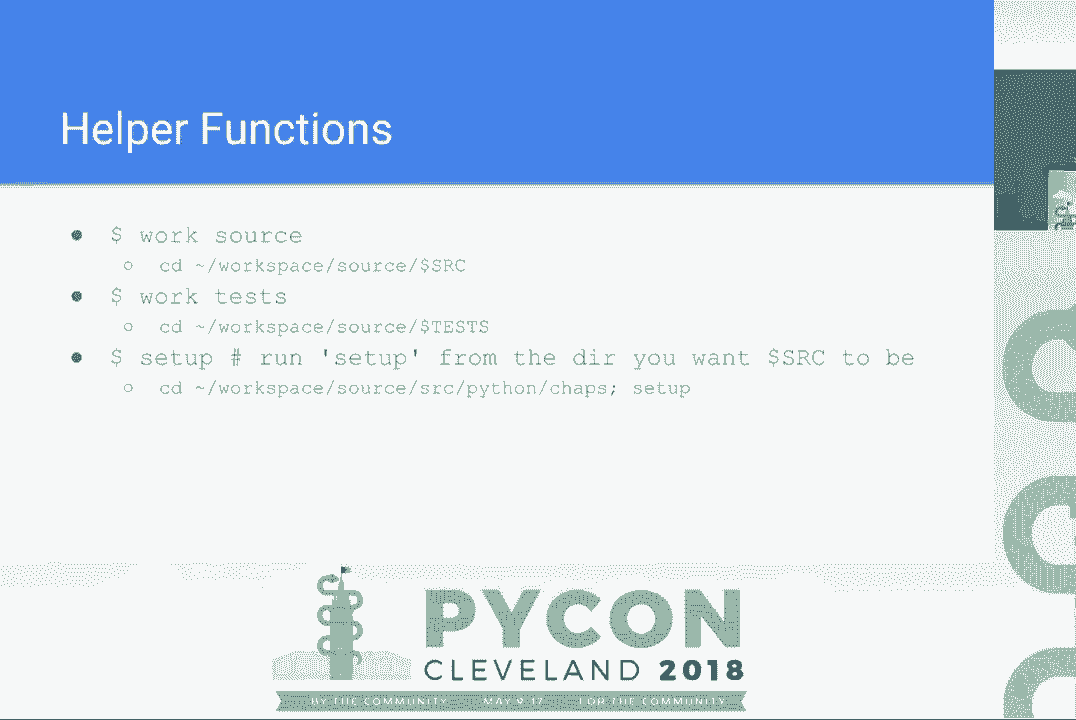 Helper Functions
● $ work source
○ cd ~/workspace/source/$SRC
● $ work tests
○ cd ~/workspace/source/$TESTS
● $ setup # run 'setup' from the dir you want $SRC to be
○ cd ~/workspace/source/src/python/chaps; setup
PYCON
CLEVELAND 2018
BY THE COMMUNITY MAY 9-17 FOR THE COMMUNITY